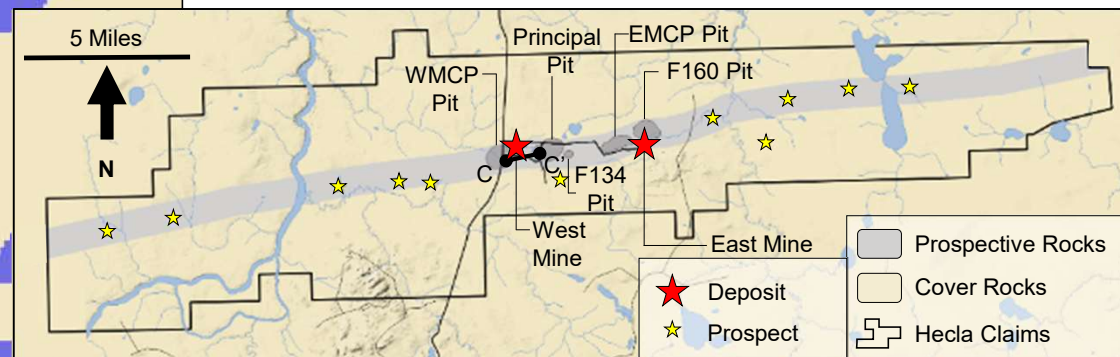 5 Miles
N
WMCP
Pit
Principal
Pit
EMCP Pit
F160 Pit
C
C'
F134
Pit
West
Mine
East Mine
Deposit
Prospect
Prospective Rocks
Cover Rocks
Hecla Claims